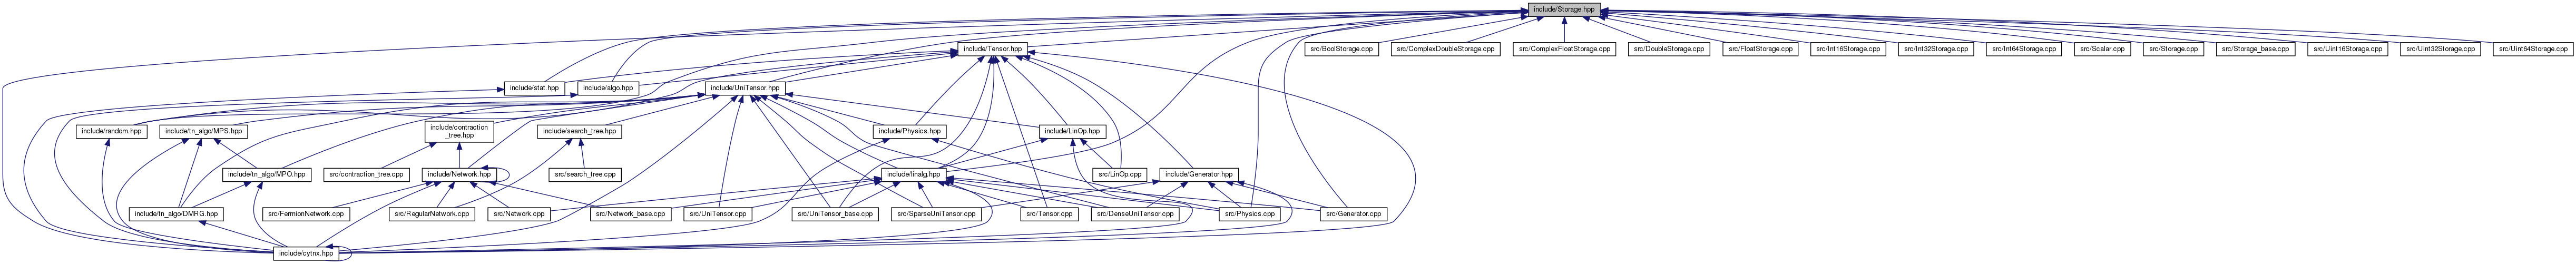 include/Storage.hpp
include/Tensor.hpp
src/BoolStorage.cpp
src/ComplexDoubleStorage.cpp
src/ComplexFloatStorage.cpp
src/DoubleStorage.cpp
src/FloatStorage.cpp
src/Int16Storage.cpp
src/Int32Storage.cpp
src/Int64Storage.cpp
src/Scalar.cpp
src/Storage.cpp
src/Storage_base.cpp
src/Uint16Storage.cpp
src/Uint32Storage.cpp
src/Uint64Storage.cpp
include/stat.hpp
include/algo.hpp
include/UniTensor.hpp
include/random.hpp
include/tn_algo/MPS.hpp
include/contraction
_tree.hpp
include/search_tree.hpp
include/Physics.hpp
include/LinOp.hpp
include/tn_algo/MPO.hpp
src/contraction_tree.cpp
include/Network.hpp
src/search_tree.cpp
include/linalg.hpp
src/LinOp.cpp
include/Generator.hpp
include/tn_algo/DMRG.hpp
src/FermionNetwork.cpp
src/RegularNetwork.cpp
src/Network.cpp
src/Network_base.cpp
src/UniTensor.cpp
src/UniTensor_base.cpp
src/SparseUniTensor.cpp
src/Tensor.cpp
src/DenseUniTensor.cpp
src/Physics.cpp
src/Generator.cpp
include/cytnx.hpp